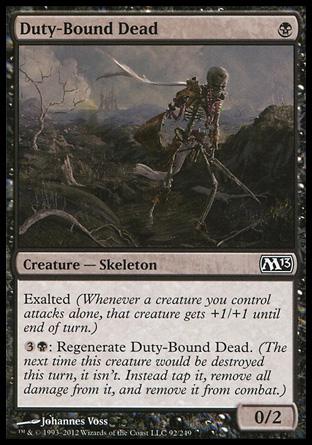 Duty-Bound Dead
Creature — Skeleton
M13
Exalted (Whenever a creature you control
attacks alone, that creature gets +1/+1 until
end of turn.)
3: Regenerate Duty-Bound Dead. (The
next time this creature would be destroyed
this turn, it isn't. Instead tap it, remove all
damage from it, and remove it from combat.)
Johannes Voss
™ & © 1993–2012 Wizards of the Coast LLC 92/249
0/2